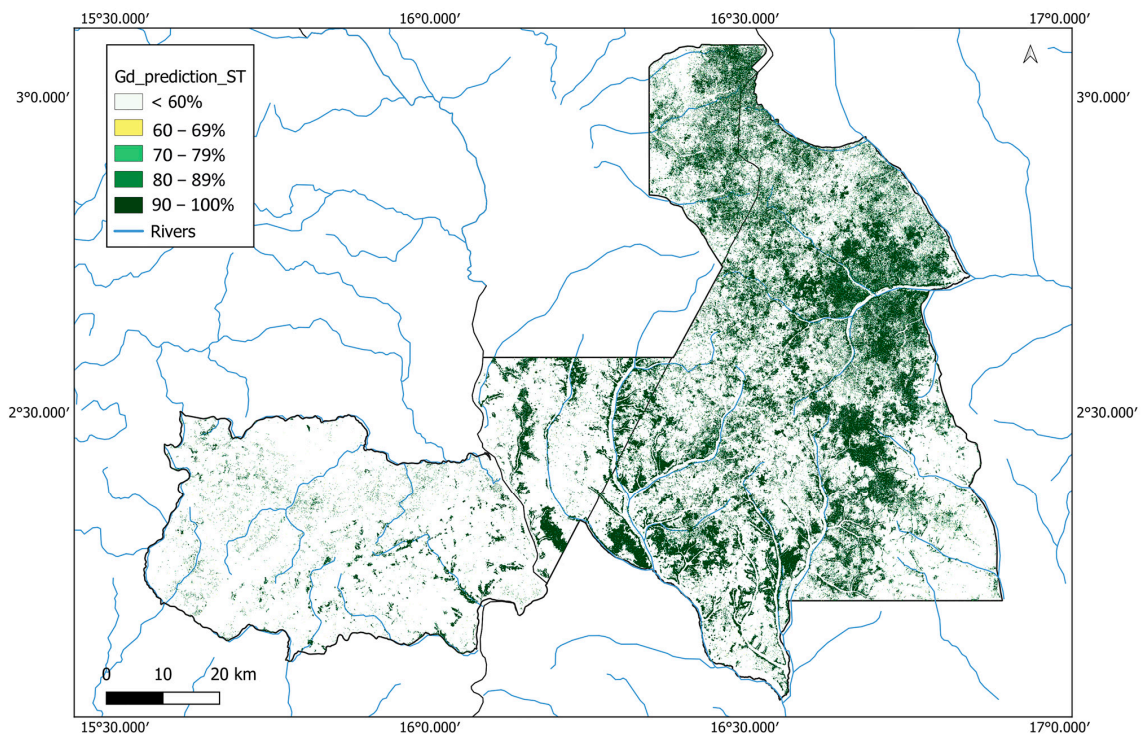 15°30.000′ 16°0.000′ 16°30.000′ 17°0.000′
Gd_prediction_ST
< 60%
60 – 69%
70 – 79%
80 – 89%
90 – 100%
Rivers
3°0.000′ 3°0.000′
2°30.000′ 2°30.000′
0 10 20 km
15°30.000′ 16°0.000′ 16°30.000′ 17°0.000′